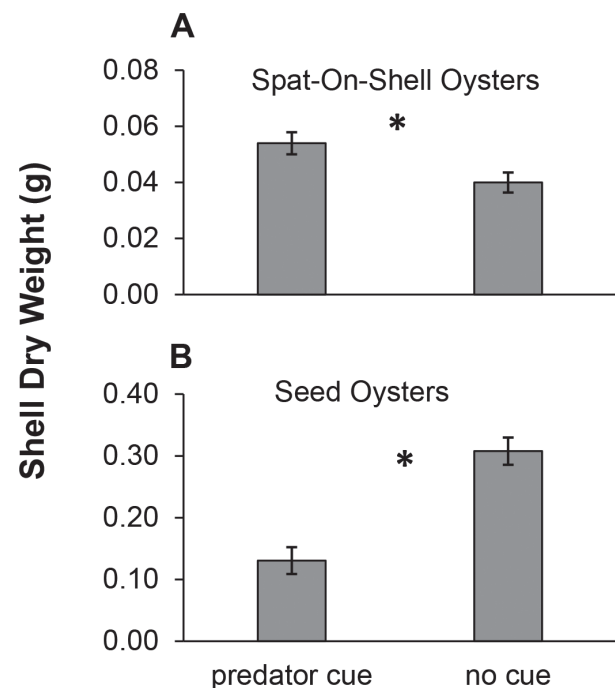 A
Spat-On-Shell Oysters
0.08
0.06
*
0.04
0.02
0.00
Shell Dry Weight (g)
B
Seed Oysters
0.40
0.30
*
0.20
0.10
0.00
predator cue no cue